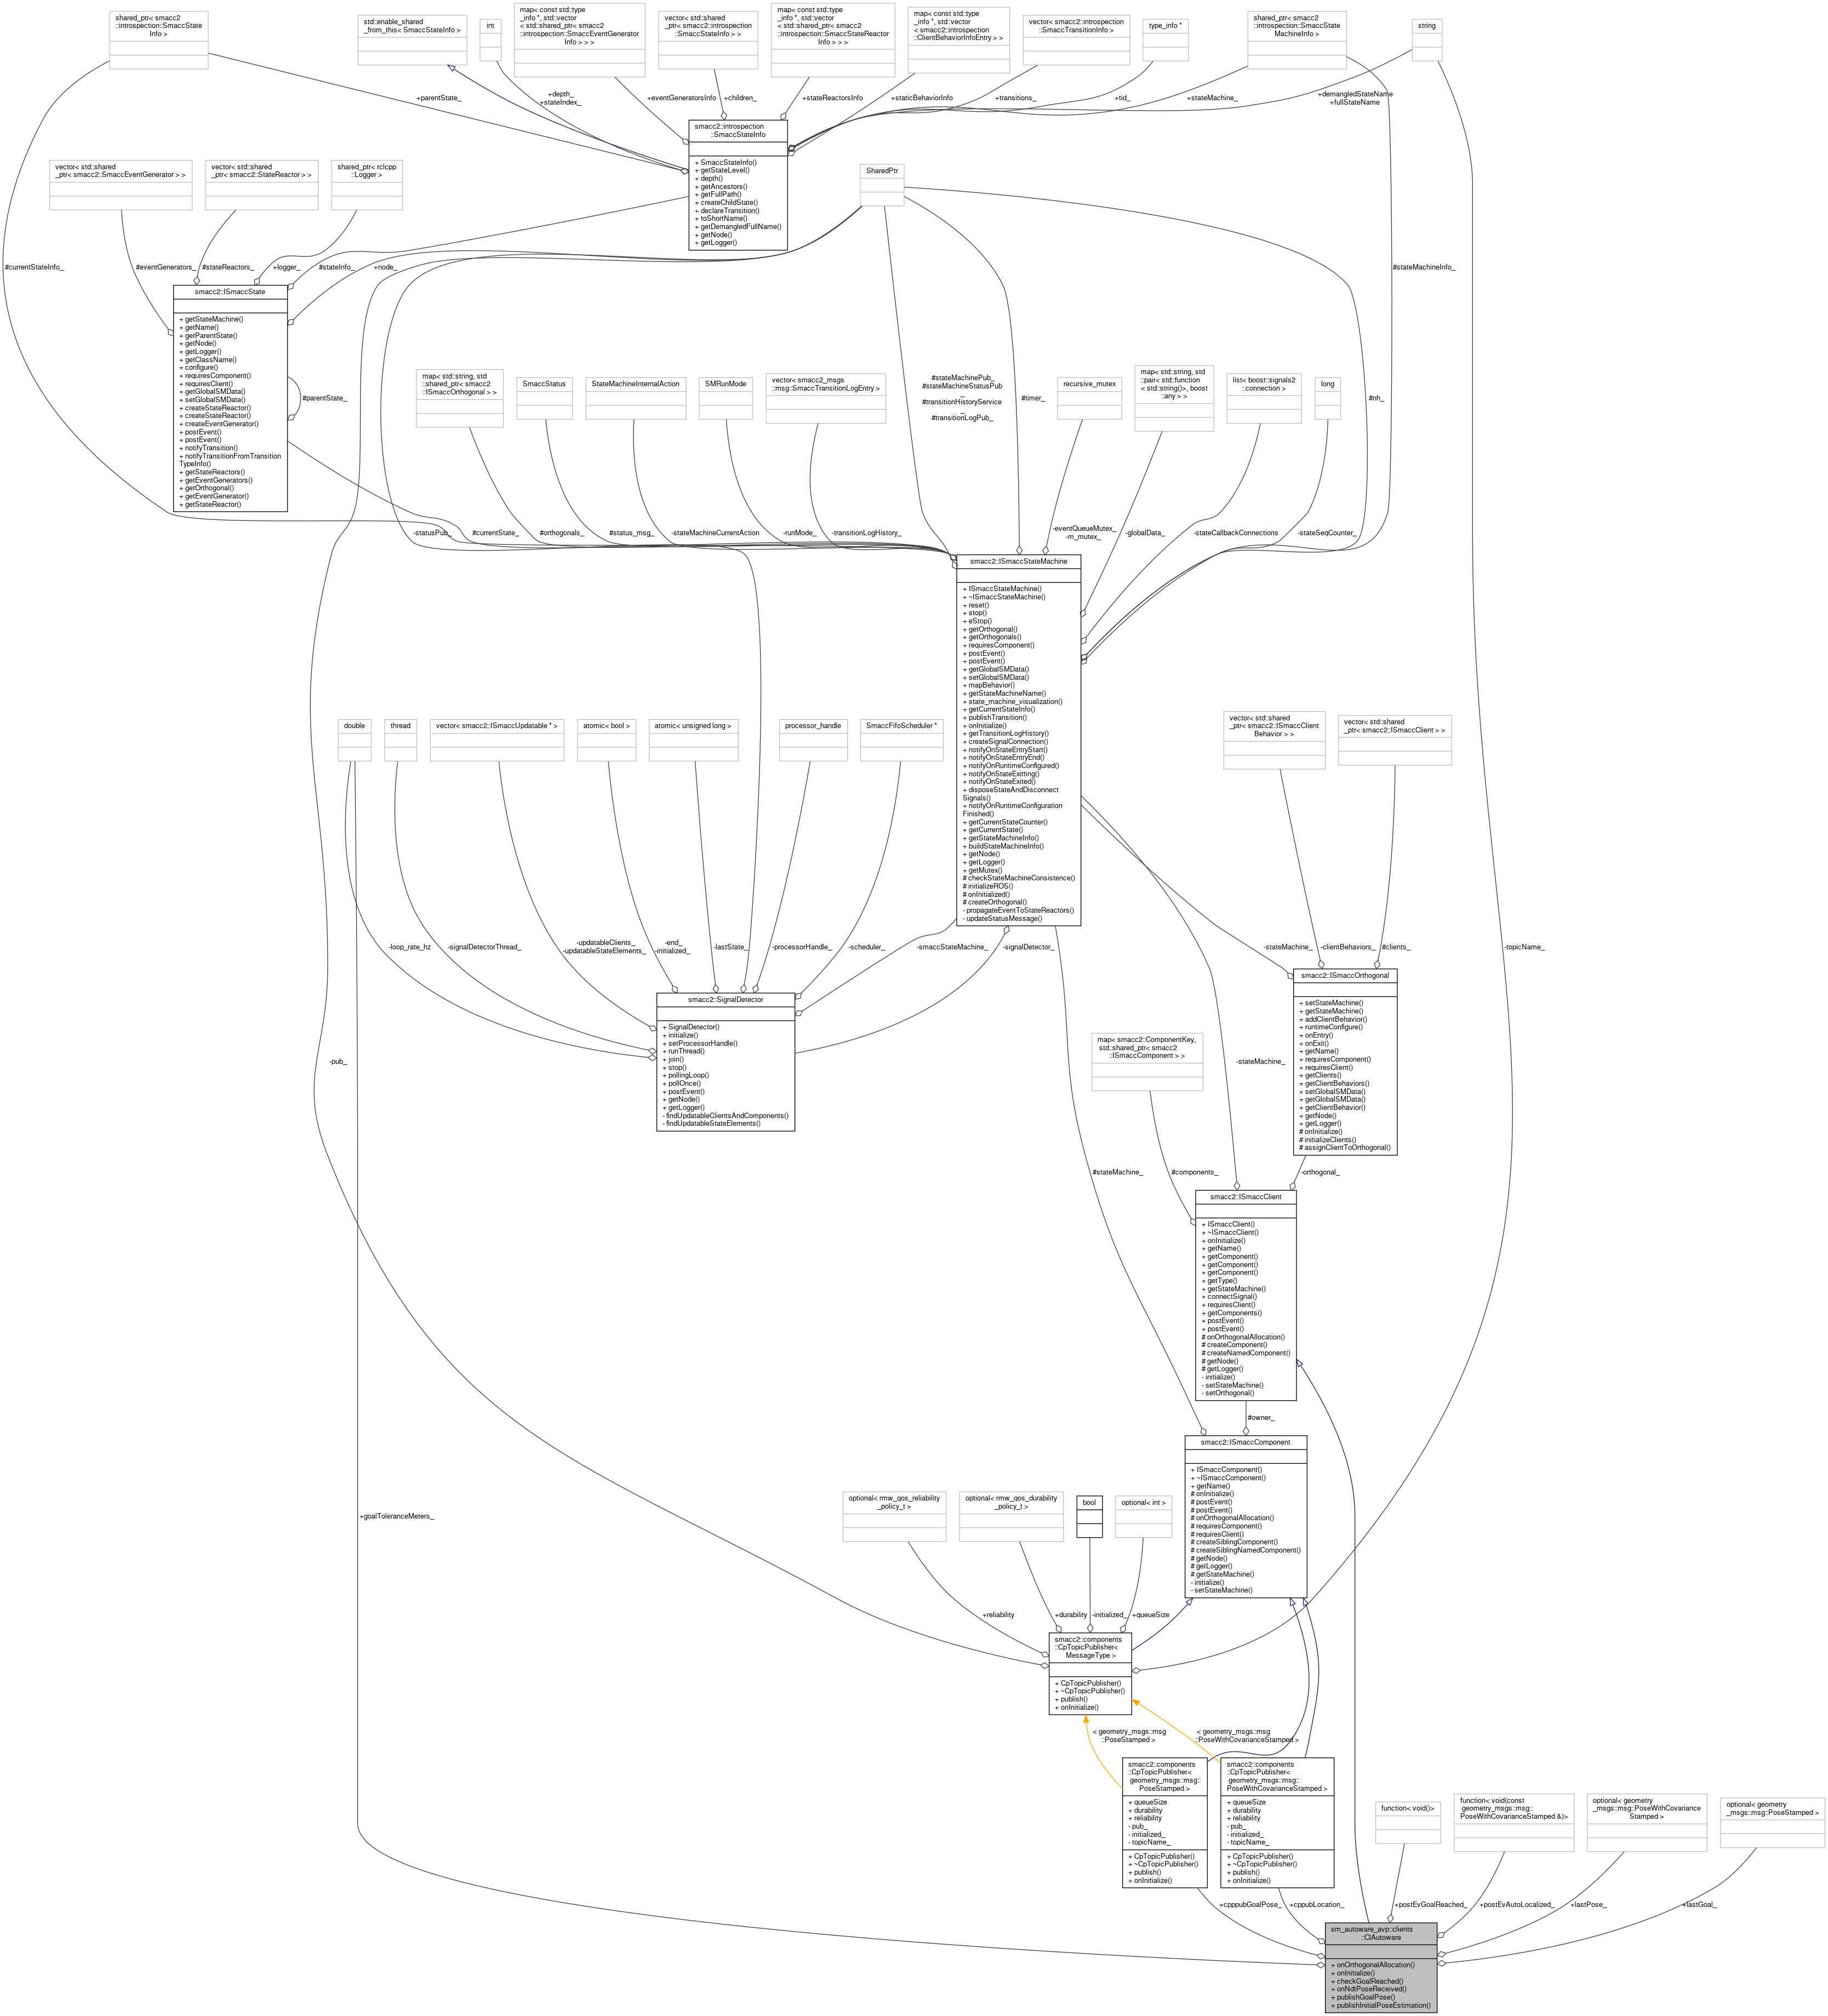 shared_ptr< smacc2
::introspection::SmaccState
Info >
std::enable_shared
_from_this< SmaccStateInfo >
int
map< const std::type
_info *, std::vector
< std::shared_ptr< smacc2
::introspection::SmaccEventGenerator
Info > > >
vector< std::shared
_ptr< smacc2::introspection
::SmaccStateInfo > >
map< const std::type
_info *, std::vector
< std::shared_ptr< smacc2
::introspection::SmaccStateReactor
Info > > >
map< const std::type
_info *, std::vector
< smacc2::introspection
::ClientBehaviorInfoEntry > >
vector< smacc2::introspection
::SmaccTransitionInfo >
type_info *
shared_ptr< smacc2
::introspection::SmaccState
MachineInfo >
string
+parentState_
+depth_
+stateIndex_
+eventGeneratorsInfo
+children_
+stateReactorsInfo
+staticBehaviorInfo
+transitions_
+tid_
+stateMachine_
+demangledStateName
+fullStateName
smacc2::introspection
::SmaccStateInfo
+ SmaccStateInfo()
+ getStateLevel()
+ depth()
+ getAncestors()
+ getFullPath()
+ createChildState()
+ declareTransition()
+ toShortName()
+ getDemangledFullName()
+ getNode()
+ getLogger()
vector< std::shared
_ptr< smacc2::SmaccEventGenerator > >
vector< std::shared
_ptr< smacc2::StateReactor > >
shared_ptr< rclcpp
::Logger >
SharedPtr
#currentStateInfo_
#eventGenerators_
#stateReactors_
+logger_
#stateInfo_
+node_
#stateMachineInfo_
smacc2::ISmaccState
+ getStateMachine()
+ getName()
+ getParentState()
+ getNode()
+ getLogger()
+ getClassName()
+ configure()
+ requiresComponent()
+ requiresClient()
+ getGlobalSMData()
+ setGlobalSMData()
+ createStateReactor()
+ createStateReactor()
+ createEventGenerator()
+ postEvent()
+ postEvent()
+ notifyTransition()
+ notifyTransitionFromTransition
TypeInfo()
+ getStateReactors()
+ getEventGenerators()
+ getOrthogonal()
+ getEventGenerator()
+ getStateReactor()
#parentState_
map< std::string, std
::shared_ptr< smacc2
::ISmaccOrthogonal > >
SmaccStatus
StateMachineInternalAction
SMRunMode
vector< smacc2_msgs
::msg::SmaccTransitionLogEntry >
#stateMachinePub_
#stateMachineStatusPub
_
#transitionHistoryService
_
#transitionLogPub_
#timer_
recursive_mutex
map< std::string, std
::pair< std::function
< std::string()>, boost
::any > >
list< boost::signals2
::connection >
long
#nh_
-statusPub_
#currentState_
#orthogonals_
#status_msg_
-stateMachineCurrentAction
-runMode_
-transitionLogHistory_
-eventQueueMutex_
-m_mutex_
-globalData_
-stateCallbackConnections
-stateSeqCounter_
smacc2::ISmaccStateMachine
+ ISmaccStateMachine()
+ ~ISmaccStateMachine()
+ reset()
+ stop()
+ eStop()
+ getOrthogonal()
+ getOrthogonals()
+ requiresComponent()
+ postEvent()
+ postEvent()
+ getGlobalSMData()
+ setGlobalSMData()
+ mapBehavior()
+ getStateMachineName()
+ state_machine_visualization()
+ getCurrentStateInfo()
+ publishTransition()
+ onInitialize()
+ getTransitionLogHistory()
+ createSignalConnection()
+ notifyOnStateEntryStart()
+ notifyOnStateEntryEnd()
+ notifyOnRuntimeConfigured()
+ notifyOnStateExitting()
+ notifyOnStateExited()
+ disposeStateAndDisconnect
Signals()
+ notifyOnRuntimeConfiguration
Finished()
+ getCurrentStateCounter()
+ getCurrentState()
+ getStateMachineInfo()
+ buildStateMachineInfo()
+ getNode()
+ getLogger()
+ getMutex()
# checkStateMachineConsistence()
# initializeROS()
# onInitialized()
# createOrthogonal()
- propagateEventToStateReactors()
- updateStatusMessage()
double
thread
vector< smacc2::ISmaccUpdatable * >
atomic< bool >
atomic< unsigned long >
processor_handle
SmaccFifoScheduler *
vector< std::shared
_ptr< smacc2::ISmaccClient
Behavior > >
vector< std::shared
_ptr< smacc2::ISmaccClient > >
-loop_rate_hz
-signalDetectorThread_
-updatableClients_
-updatableStateElements_
-end_
-initialized_
-lastState_
-processorHandle_
-scheduler_
-smaccStateMachine_
-signalDetector_
-stateMachine_
-clientBehaviors_
#clients_
-topicName_
smacc2::SignalDetector
+ SignalDetector()
+ initialize()
+ setProcessorHandle()
+ runThread()
+ join()
+ stop()
+ pollingLoop()
+ pollOnce()
+ postEvent()
+ getNode()
+ getLogger()
- findUpdatableClientsAndComponents()
- findUpdatableStateElements()
smacc2::ISmaccOrthogonal
+ setStateMachine()
+ getStateMachine()
+ addClientBehavior()
+ runtimeConfigure()
+ onEntry()
+ onExit()
+ getName()
+ requiresComponent()
+ requiresClient()
+ getClients()
+ getClientBehaviors()
+ setGlobalSMData()
+ getGlobalSMData()
+ getClientBehavior()
+ getNode()
+ getLogger()
# onInitialize()
# initializeClients()
# assignClientToOrthogonal()
map< smacc2::ComponentKey,
std::shared_ptr< smacc2
::ISmaccComponent > >
-pub_
-stateMachine_
#stateMachine_
#components_
-orthogonal_
smacc2::ISmaccClient
+ ISmaccClient()
+ ~ISmaccClient()
+ onInitialize()
+ getName()
+ getComponent()
+ getComponent()
+ getComponent()
+ getType()
+ getStateMachine()
+ connectSignal()
+ requiresClient()
+ getComponents()
+ postEvent()
+ postEvent()
# onOrthogonalAllocation()
# createComponent()
# createNamedComponent()
# getNode()
# getLogger()
- initialize()
- setStateMachine()
- setOrthogonal()
#owner_
smacc2::ISmaccComponent
+ ISmaccComponent()
+ ~ISmaccComponent()
+ getName()
# onInitialize()
# postEvent()
# postEvent()
# onOrthogonalAllocation()
# requiresComponent()
# requiresClient()
# createSiblingComponent()
# createSiblingNamedComponent()
# getNode()
# getLogger()
# getStateMachine()
- initialize()
- setStateMachine()
optional< rmw_qos_reliability
_policy_t >
optional< rmw_qos_durability
_policy_t >
bool
optional< int >
+goalToleranceMeters_
+reliability
+durability
-initialized_
+queueSize
smacc2::components
::CpTopicPublisher<
MessageType >
+ CpTopicPublisher()
+ ~CpTopicPublisher()
+ publish()
+ onInitialize()
< geometry_msgs::msg
::PoseStamped >
< geometry_msgs::msg
::PoseWithCovarianceStamped >
smacc2::components
::CpTopicPublisher<
geometry_msgs::msg::
PoseStamped >
+ queueSize
+ durability
+ reliability
- pub_
- initialized_
- topicName_
+ CpTopicPublisher()
+ ~CpTopicPublisher()
+ publish()
+ onInitialize()
smacc2::components
::CpTopicPublisher<
geometry_msgs::msg::
PoseWithCovarianceStamped >
+ queueSize
+ durability
+ reliability
- pub_
- initialized_
- topicName_
+ CpTopicPublisher()
+ ~CpTopicPublisher()
+ publish()
+ onInitialize()
function< void()>
function< void(const
geometry_msgs::msg::
PoseWithCovarianceStamped &)>
optional< geometry
_msgs::msg::PoseWithCovariance
Stamped >
optional< geometry
_msgs::msg::PoseStamped >
+cpppubGoalPose_
+cppubLocation_
+postEvGoalReached_
+postEvAutoLocalized_
+lastPose_
+lastGoal_
sm_autoware_avp::clients
::ClAutoware
+ onOrthogonalAllocation()
+ onInitialize()
+ checkGoalReached()
+ onNdtPoseReceived()
+ publishGoalPose()
+ publishInitialPoseEstimation()